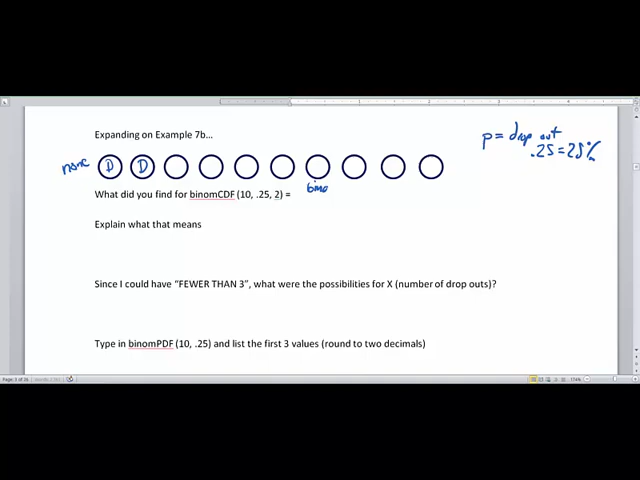 Expanding on Example 7b...
p = drop out
.25 = 25%
none D D
What did you find for binomCDF (10, .25, 2) =
Explain what that means
Since I could have "FEWER THAN 3", what were the possibilities for X (number of drop outs)?
Type in binomPDF (10, .25) and list the first 3 values (round to two decimals)